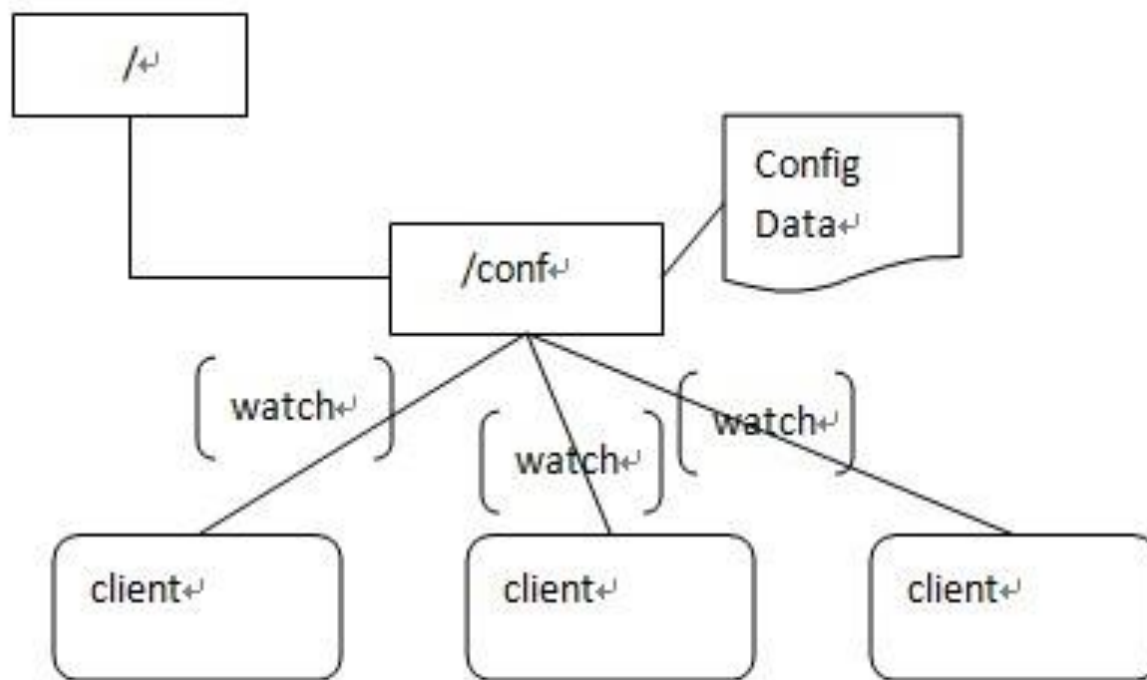 /
Config
Data
/conf
watch
watch
watch
client
client
client